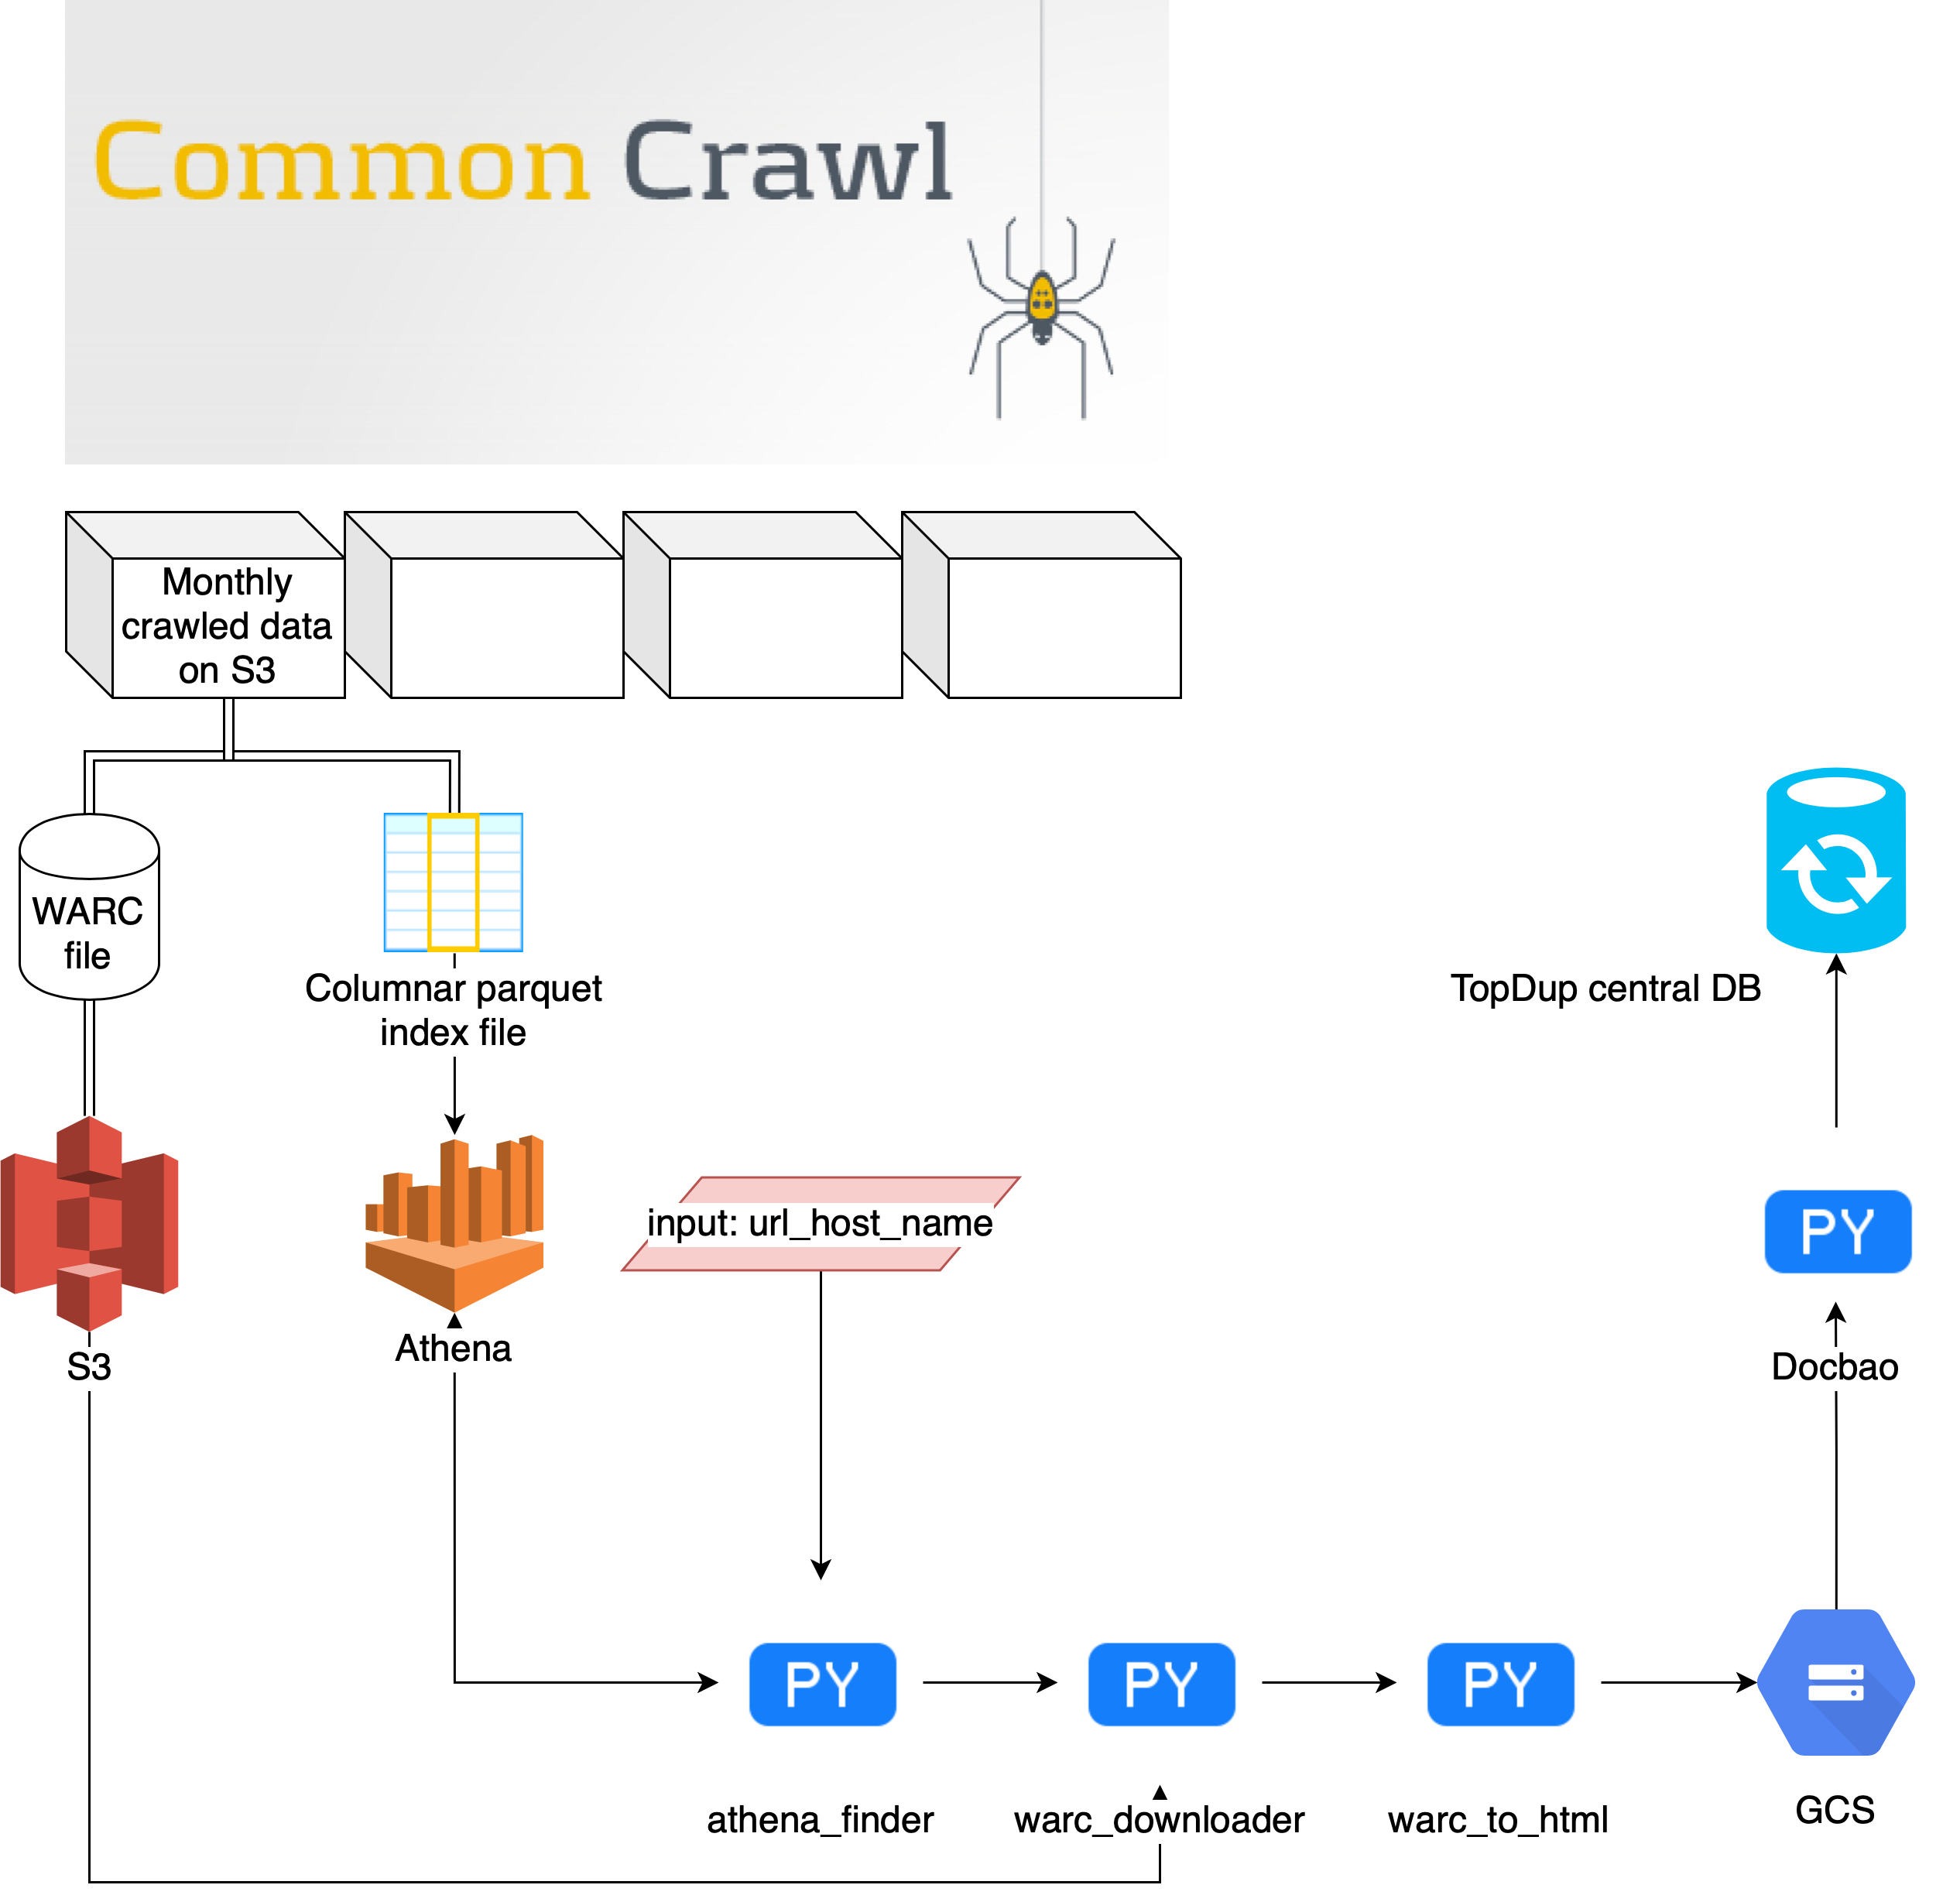 Common Crawl
Monthly
crawled data
on S3
WARC
file
Columnar parquet
index file
TopDup central DB
input: url_host_name
PY
Athena
S3
Docbao
PY
PY
PY
athena_finder
warc_downloader
warc_to_html
GCS